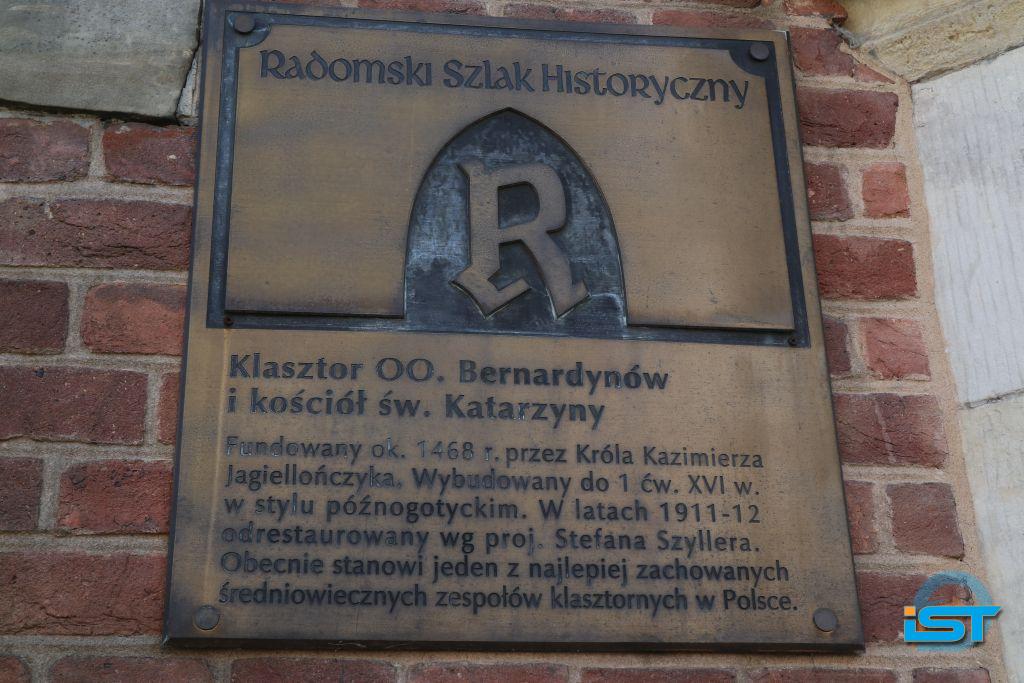 Radomski Szlak Historyczny
R
Klasztor OO. Bernardynów
i kościół św. Katarzyny
Fundowany ok. 1468 r. przez Króla Kazimierza
Jagiellończyka. Wybudowany do 1 ćw. XVI w.
w stylu późnogotyckim. W latach 1911-12
odrestaurowany wg proj. Stefana Szyllera.
Obecnie stanowi jeden z najlepiej zachowanych
średniowiecznych zespołów klasztornych w Polsce.
iST